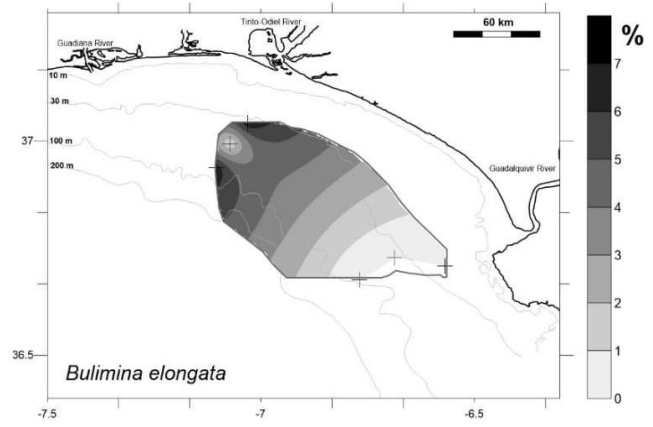 Tinto-Odiel River
60 km
%
Guadiana River
10 m
30 m
100 m
200 m
37
36.5
Guadalquivir River
7
6
5
4
3
2
1
0
Bulimina elongata
-7.5
-7
-6.5